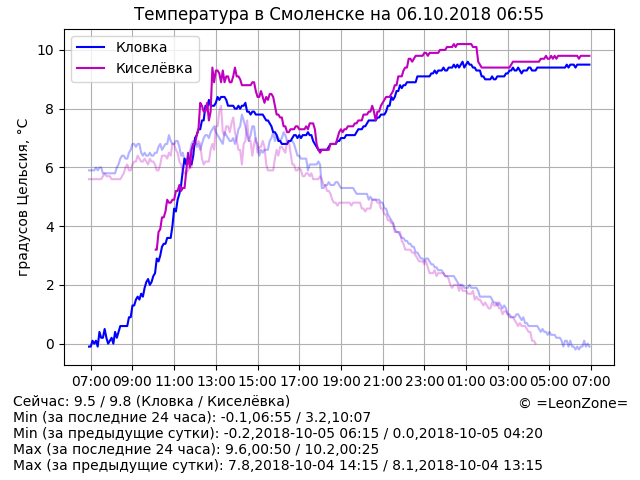 Температура в Смоленске на 06.10.2018 06:55
Кловка
Киселёвка
градусов Цельсия, °C
10
8
6
4
2
0
07:00 09:00 11:00 13:00 15:00 17:00 19:00 21:00 23:00 01:00 03:00 05:00 07:00
Сейчас: 9.5 / 9.8 (Кловка / Киселёвка)
© =LeonZone=
Min (за последние 24 часа): -0.1,06:55 / 3.2,10:07
Min (за предыдущие сутки): -0.2,2018-10-05 06:15 / 0.0,2018-10-05 04:20
Max (за последние 24 часа): 9.6,00:50 / 10.2,00:25
Max (за предыдущие сутки): 7.8,2018-10-04 14:15 / 8.1,2018-10-04 13:15